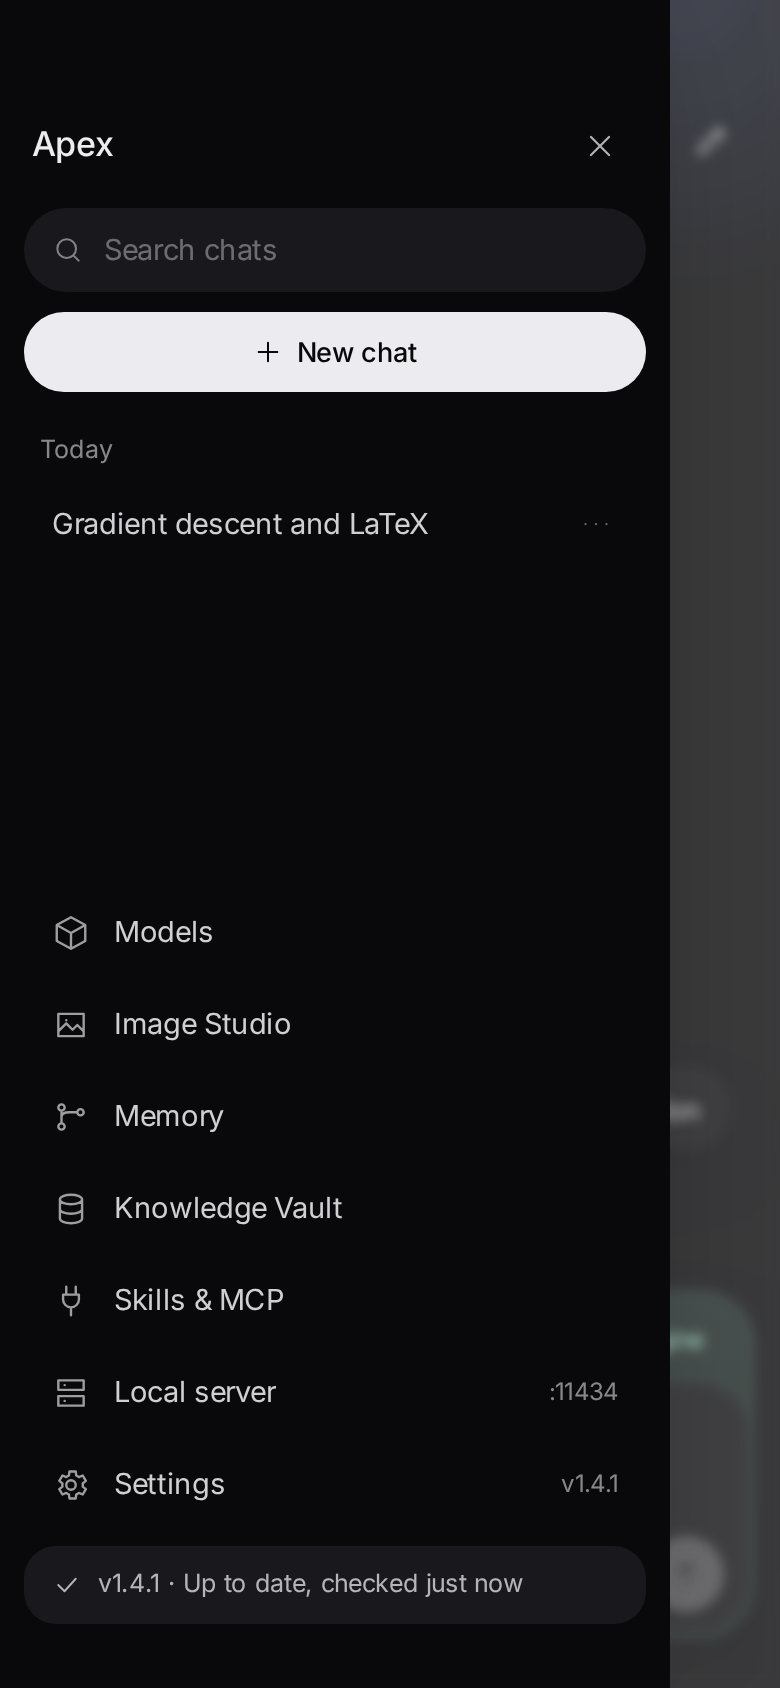 Apex
Search chats
New chat
Today
Gradient descent and LaTeX
Models
Image Studio
Memory
Knowledge Vault
Skills & MCP
Local server :11434
Settings v1.4.1
v1.4.1 · Up to date, checked just now